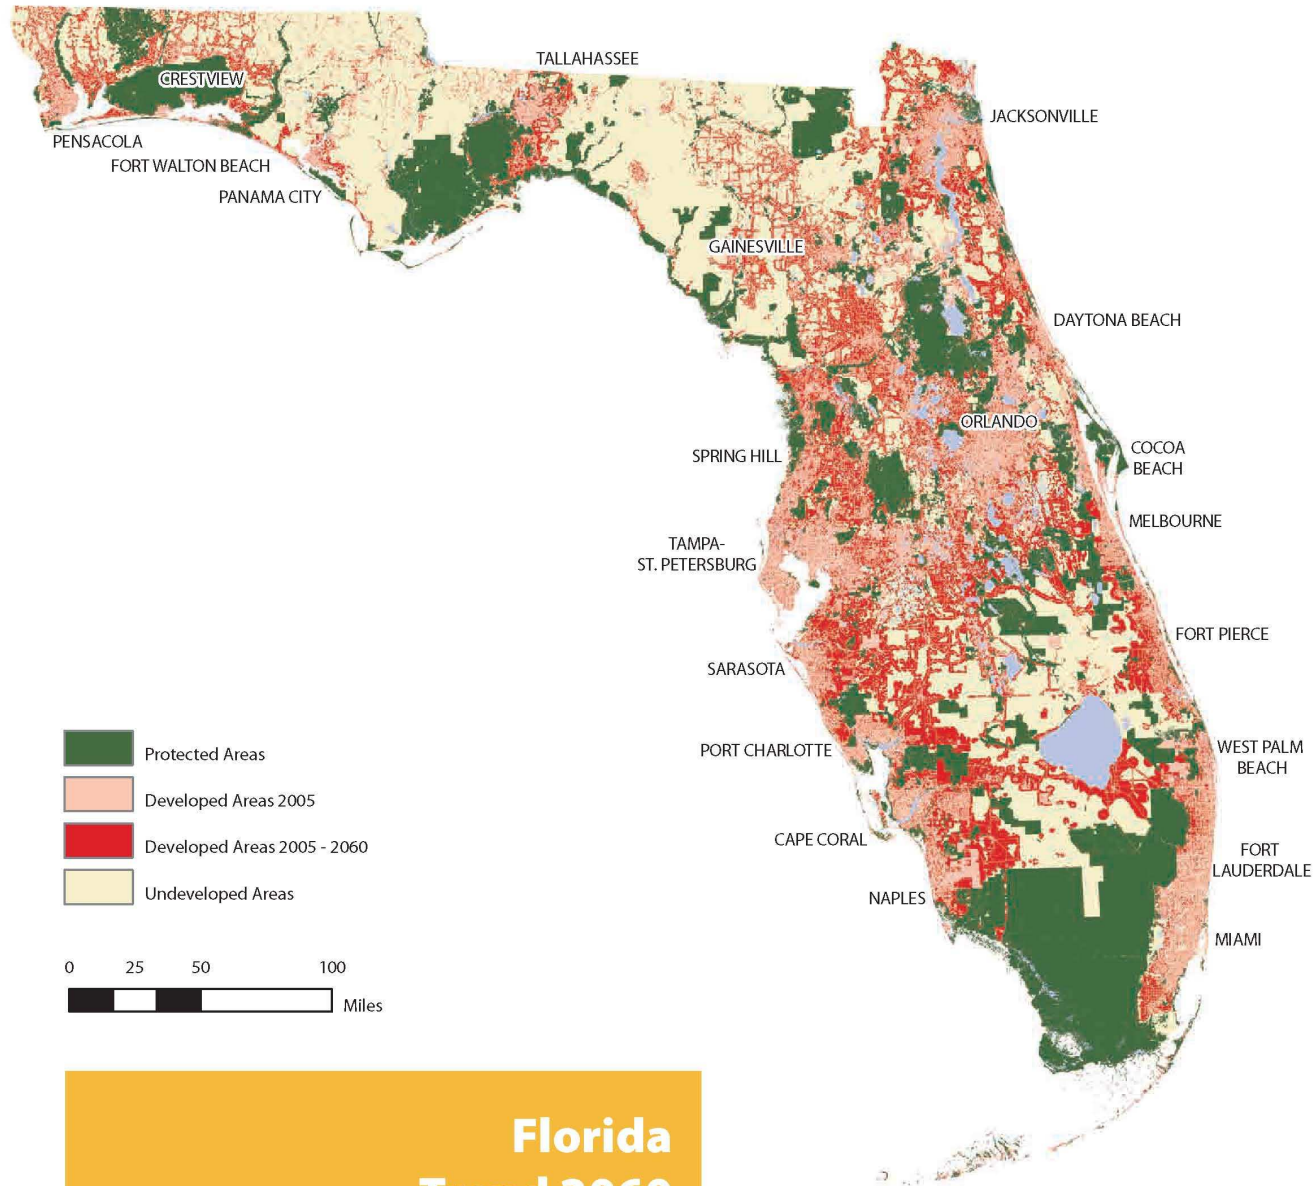 TALLAHASSEE
CRESTVIEW
JACKSONVILLE
PENSACOLA
FORT WALTON BEACH
PANAMA CITY
GAINESVILLE
DAYTONA BEACH
ORLANDO
SPRING HILL
COCOA
BEACH
MELBOURNE
TAMPA-
ST. PETERSBURG
FORT PIERCE
SARASOTA
PORT CHARLOTTE
WEST PALM
BEACH
CAPE CORAL
FORT
LAUDERDALE
NAPLES
MIAMI
Protected Areas
Developed Areas 2005
Developed Areas 2005 - 2060
Undeveloped Areas
0 25 50 100
Miles
Florida
Trend 2060